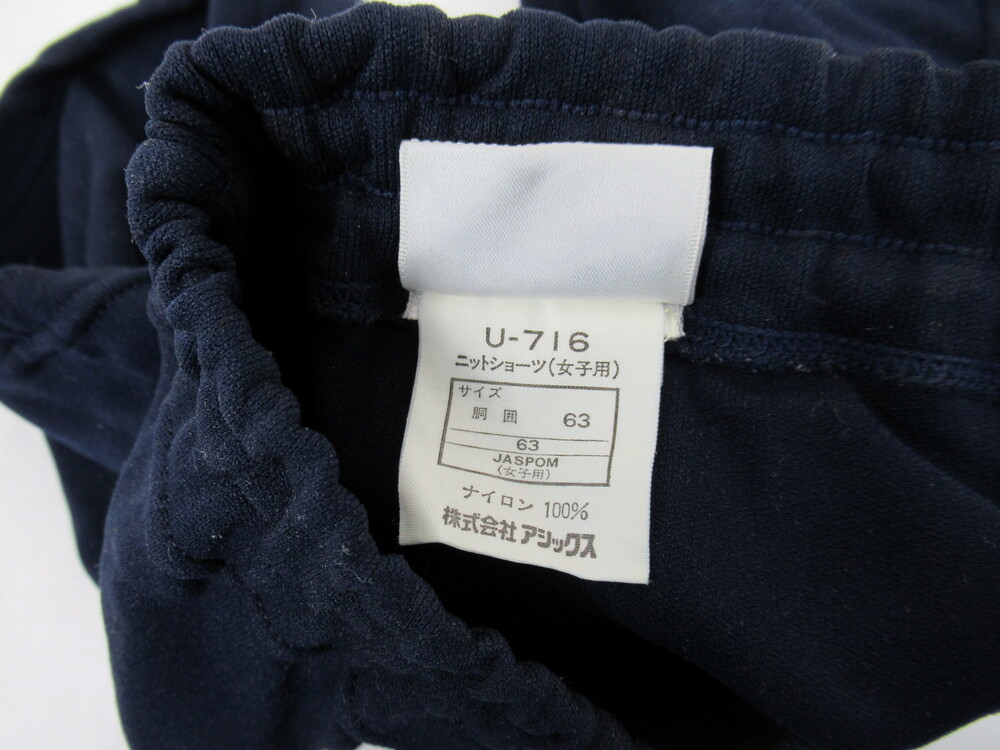 U-716
ニットショーツ(女子用)
サイズ
胴囲 63
63
JASPOM
(女子用)
ナイロン 100%
株式会社アシックス